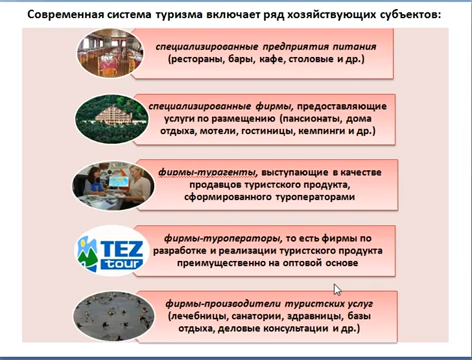 Современная система туризма включает ряд хозяйствующих субъектов:
специализированные предприятия питания
(рестораны, бары, кафе, столовые и др.)
специализированные фирмы, предоставляющие
услуги по размещению (пансионаты, дома
отдыха, мотели, гостиницы, кемпинги и др.)
фирмы-турагенты, выступающие в качестве
продавцов туристского продукта,
сформированного туроператорами
TEZ
tour
фирмы-туроператоры, то есть фирмы по
разработке и реализации туристского продукта
преимущественно на оптовой основе
фирмы-производители туристских услуг
(лечебницы, санатории, здравницы, базы
отдыха, деловые консультации и др.)